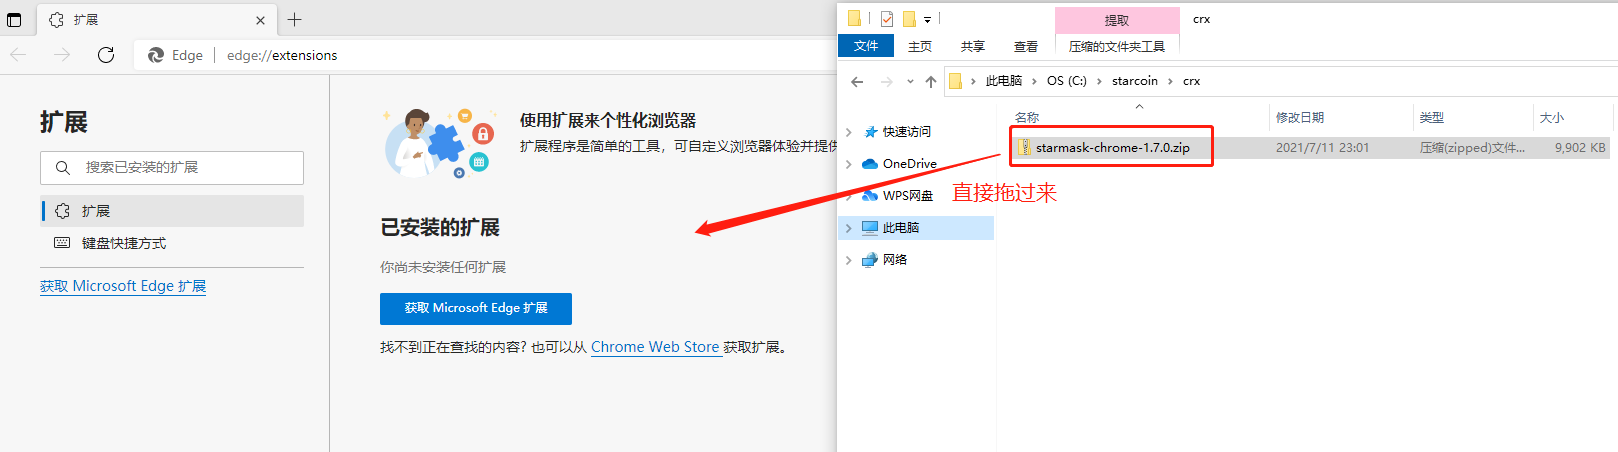 扩展
Edge
edge://extensions
扩展
搜索已安装的扩展
扩展
键盘快捷方式
获取 Microsoft Edge 扩展
使用扩展来个性化浏览器
扩展程序是简单的工具，可自定义浏览器体验并提供
已安装的扩展
你尚未安装任何扩展
获取 Microsoft Edge 扩展
找不到正在查找的内容? 也可以从 Chrome Web Store 获取扩展。
提取
crx
文件
主页
共享
查看
压缩的文件夹工具
此电脑
OS (C:)
starcoin
crx
名称
修改日期
类型
大小
快速访问
OneDrive
WPS网盘
此电脑
网络
starmask-chrome-1.7.0.zip
2021/7/11 23:01
压缩(zipped)文件...
9,902 KB
直接拖过来